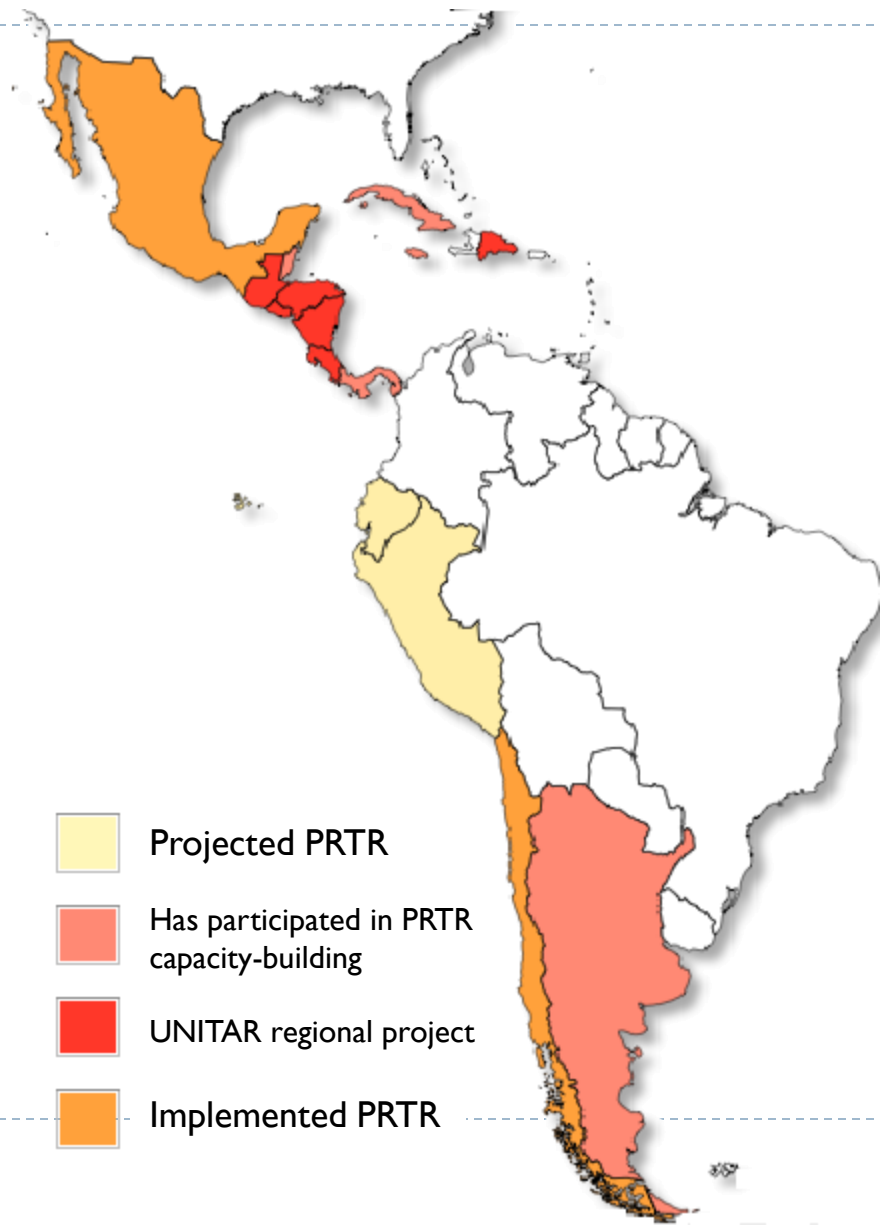 Projected PRTR
Has participated in PRTR
capacity-building
UNITAR regional project
Implemented PRTR